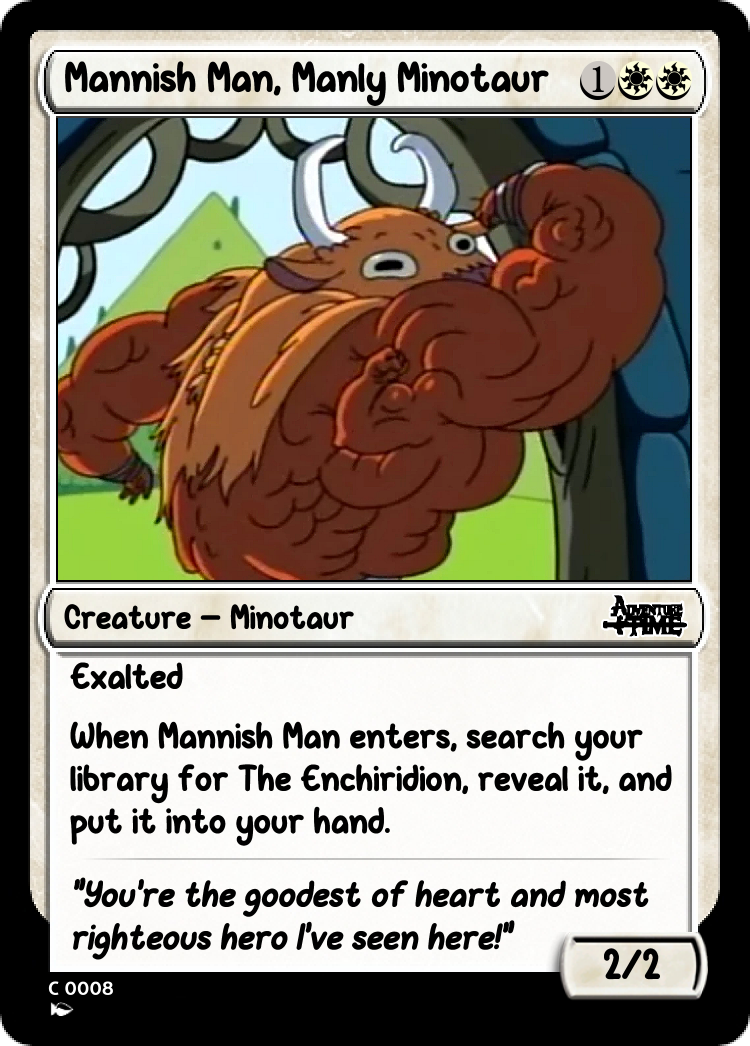 Mannish Man, Manly Minotaur 1
Creature – Minotaur ADVENTURE TIME
Exalted
When Mannish Man enters, search your
library for The Enchiridion, reveal it, and
put it into your hand.
"You're the goodest of heart and most
righteous hero I've seen here!"
2/2
C 0008